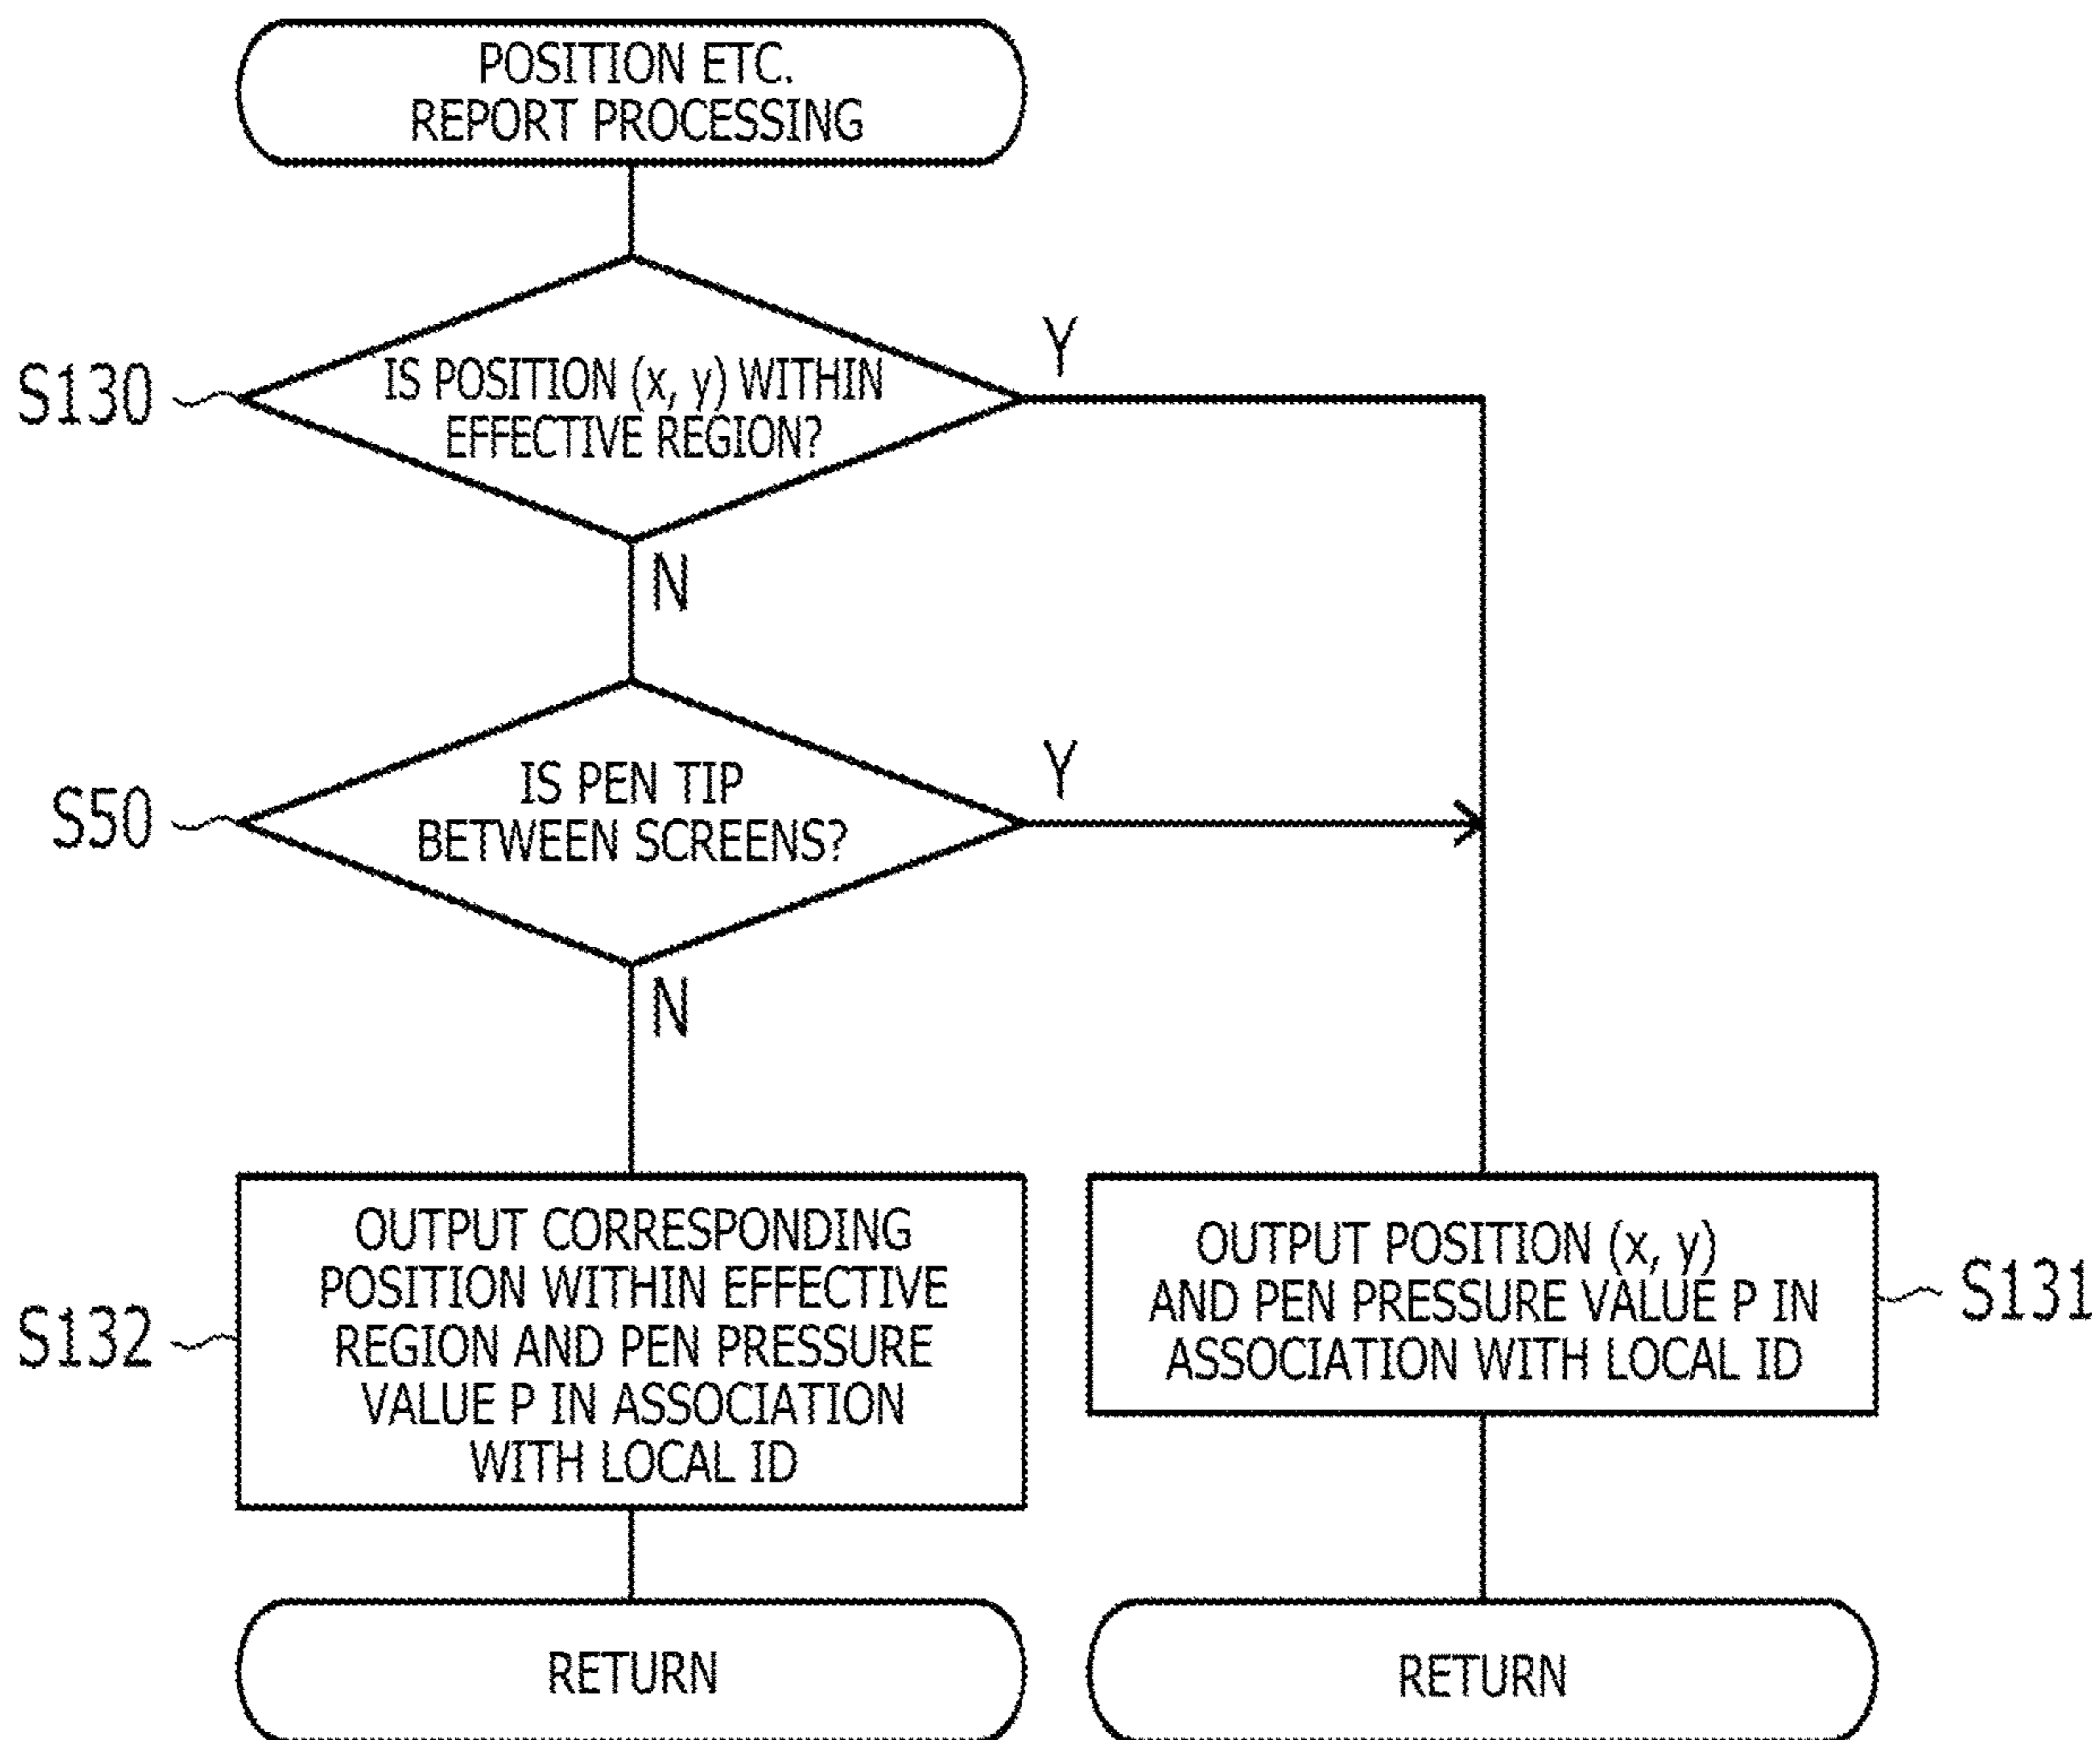 POSITION ETC.
REPORT PROCESSING
Y
S130
IS POSITION (x, y) WITHIN
EFFECTIVE REGION?
N
Y
S50
IS PEN TIP
BETWEEN SCREENS?
N
OUTPUT CORRESPONDING
POSITION WITHIN EFFECTIVE
REGION AND PEN PRESSURE
VALUE P IN ASSOCIATION
WITH LOCAL ID
S132
OUTPUT POSITION (x, y)
AND PEN PRESSURE VALUE P IN
ASSOCIATION WITH LOCAL ID
S131
RETURN
RETURN